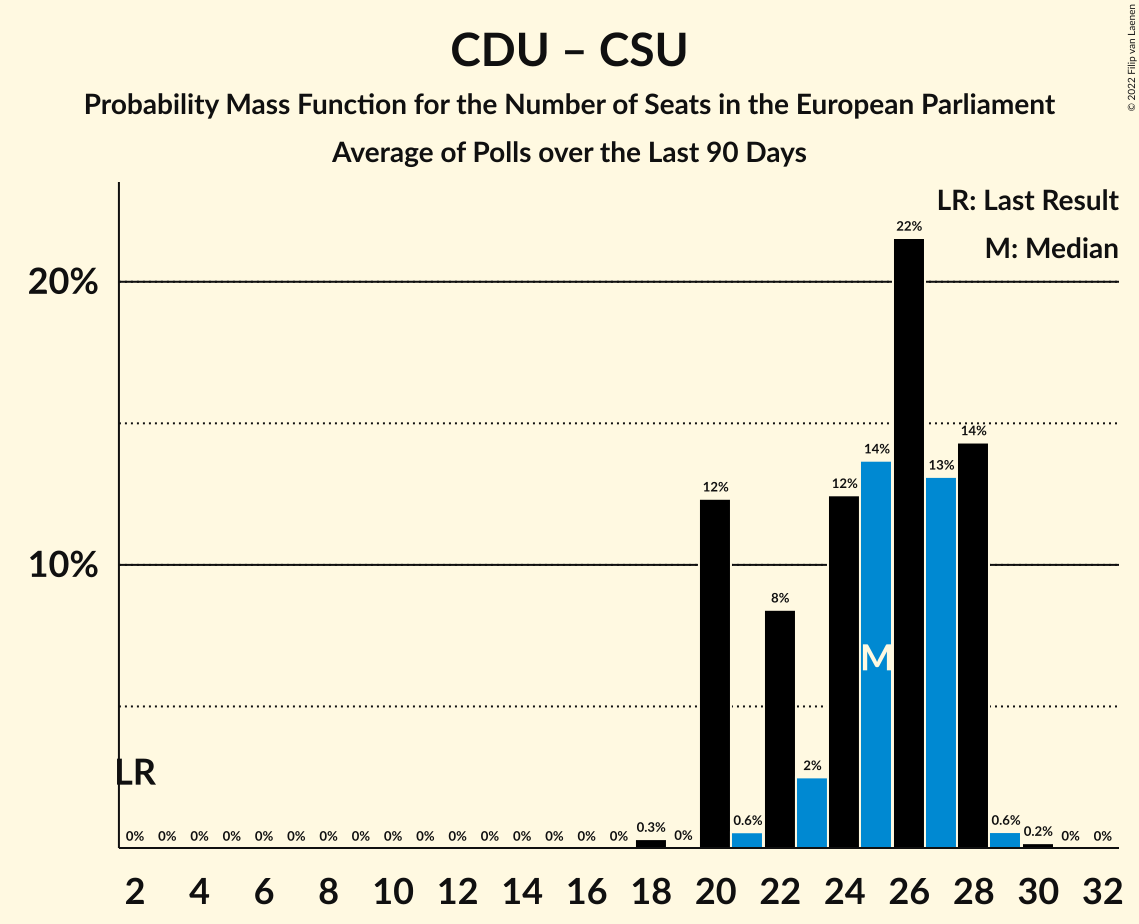 CDU – CSU
Probability Mass Function for the Number of Seats in the European Parliament
Average of Polls over the Last 90 Days
© 2022 Filip van Laenen
LR: Last Result
M: Median
20%
10%
LR
M
0% 0% 0% 0% 0% 0% 0% 0% 0% 0% 0% 0% 0% 0% 0% 0% 0.3% 0% 12% 0.6% 8% 2% 12% 14% 22% 13% 14% 0.6% 0.2% 0% 0%
2 4 6 8 10 12 14 16 18 20 22 24 26 28 30 32